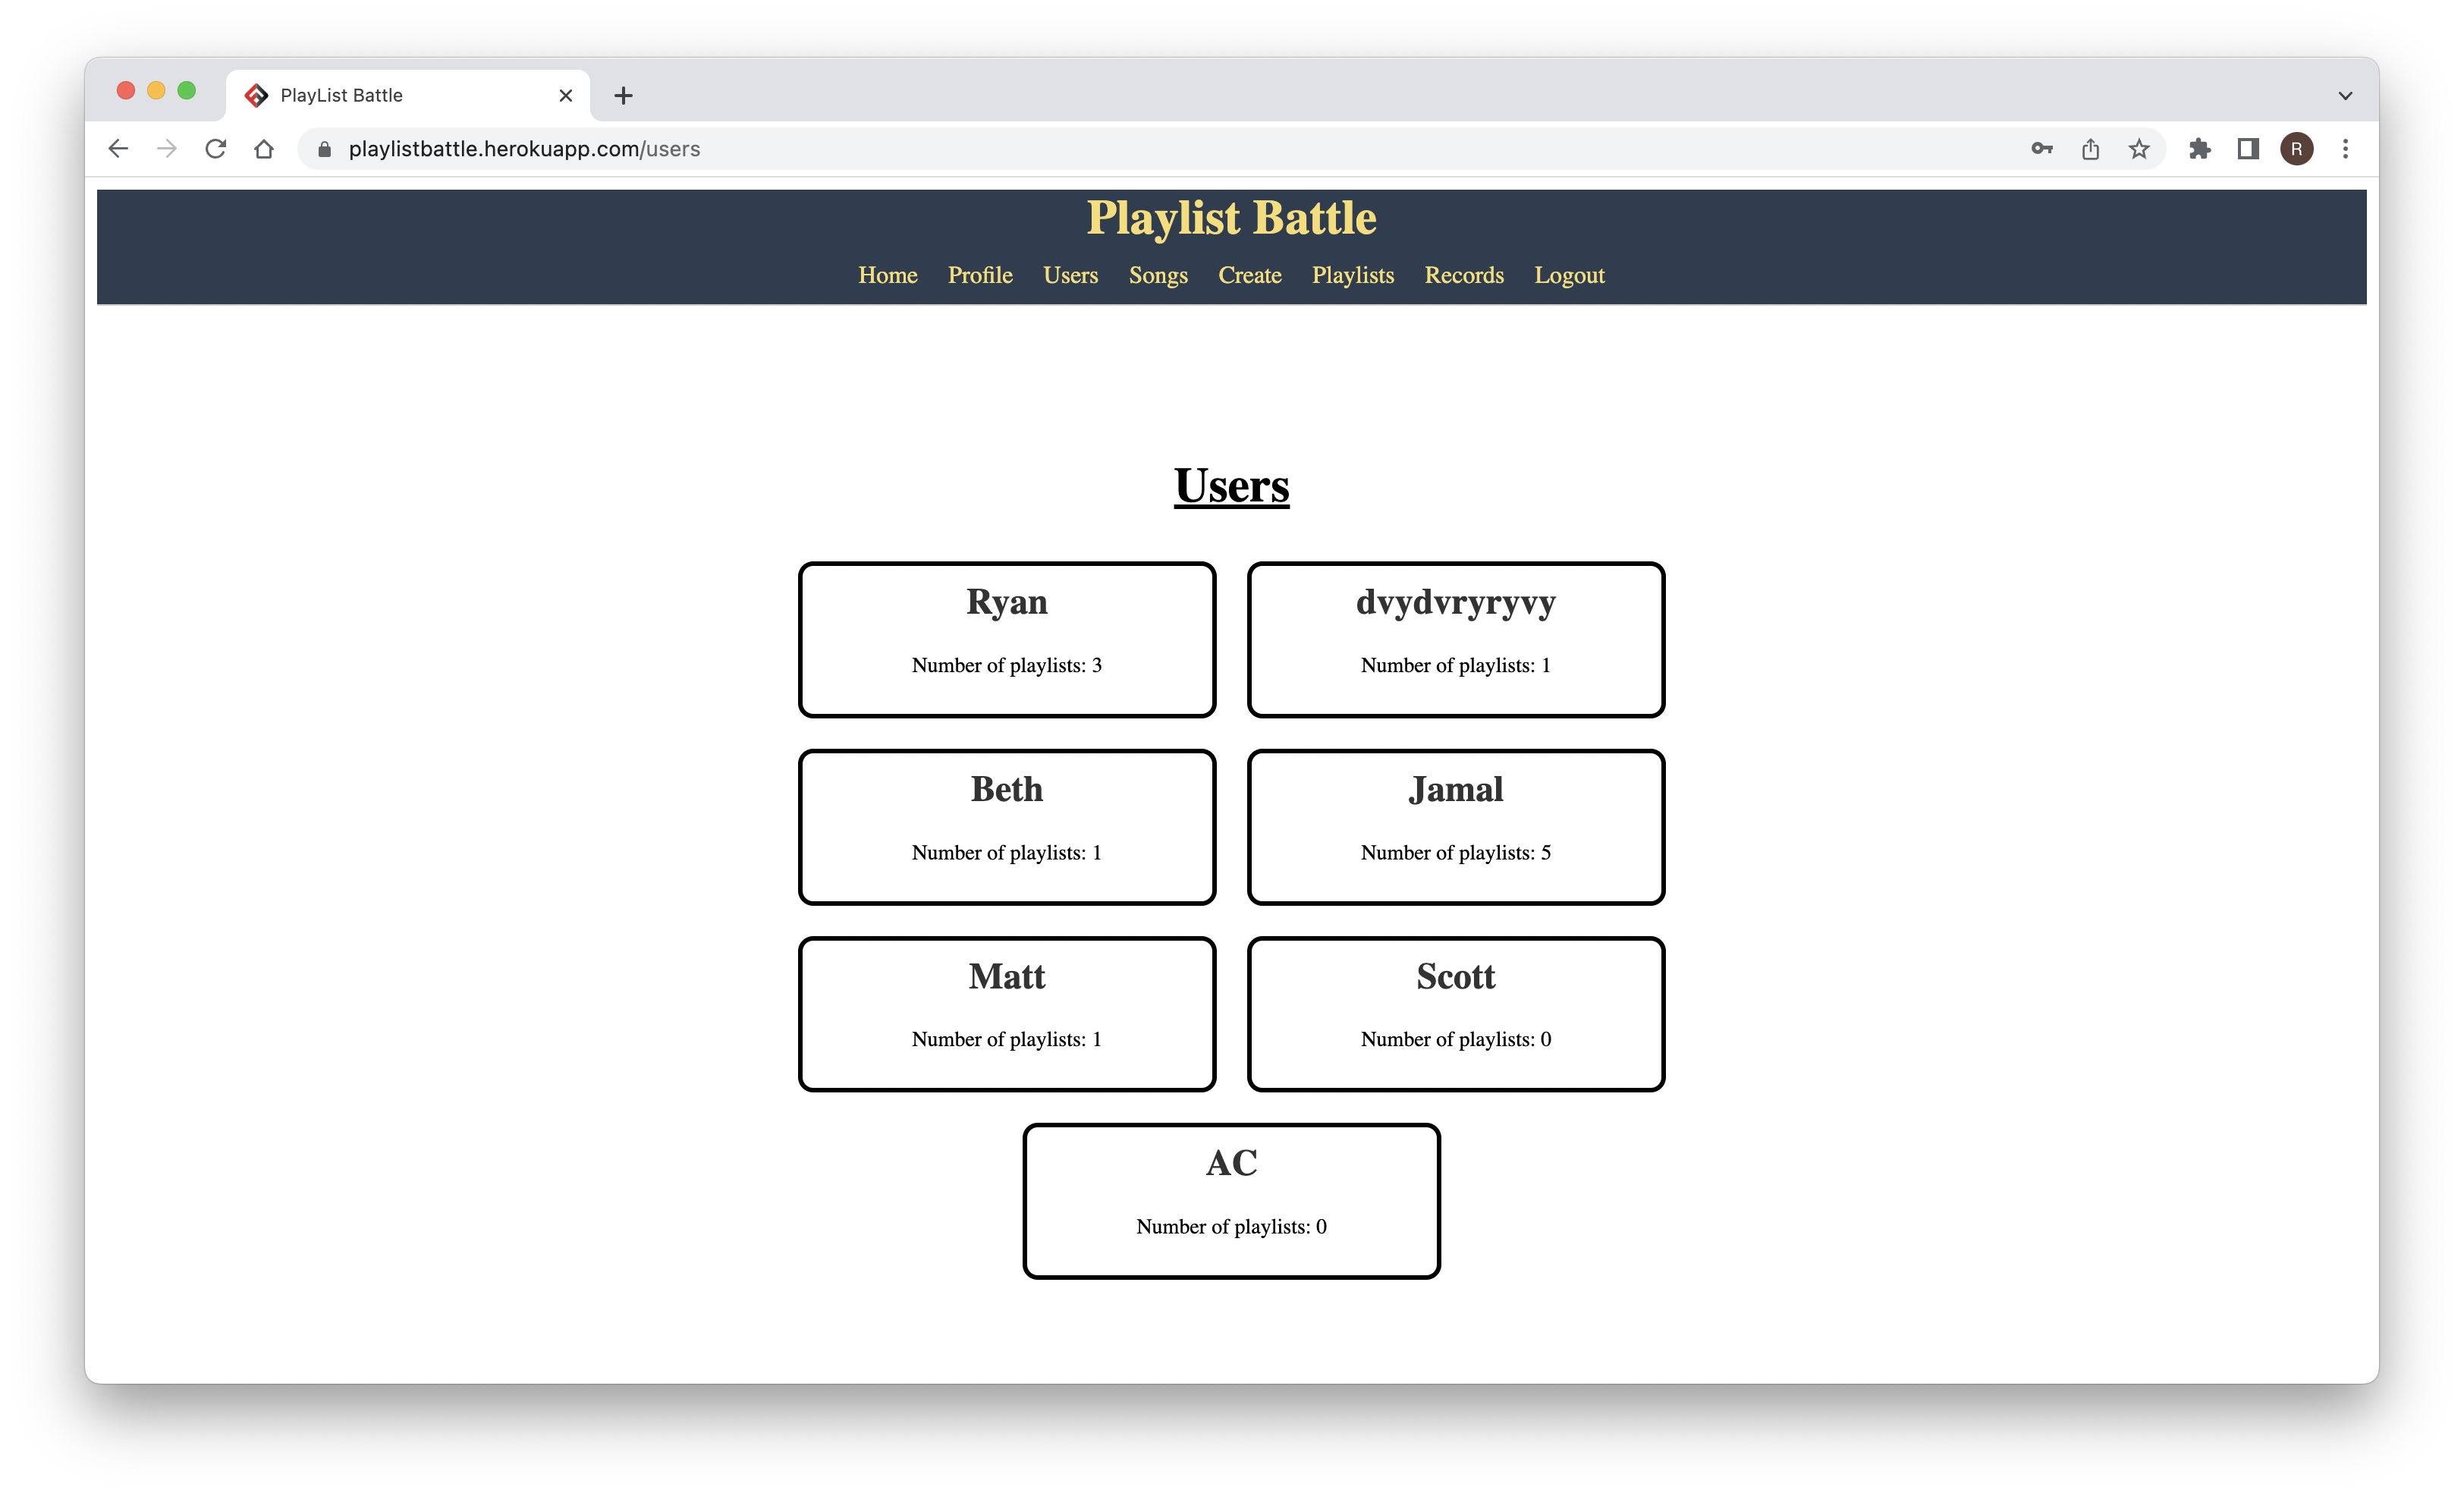 PlayList Battle
playlistbattle.herokuapp.com/users
R
Playlist Battle
Home Profile Users Songs Create Playlists Records Logout
Users
Ryan
Number of playlists: 3
dvydvryryvy
Number of playlists: 1
Beth
Number of playlists: 1
Jamal
Number of playlists: 5
Matt
Number of playlists: 1
Scott
Number of playlists: 0
AC
Number of playlists: 0